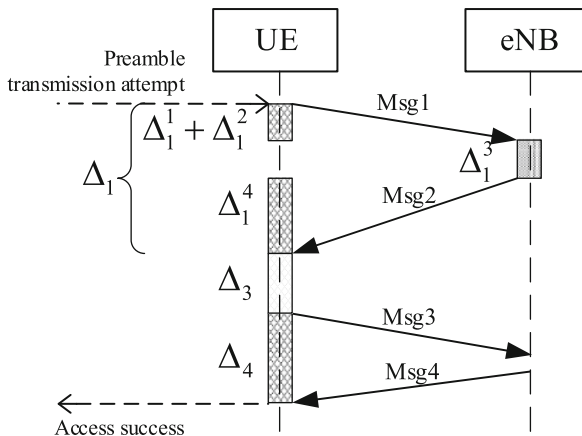 UE
eNB
Preamble
transmission attempt
Msg1
Δ₁¹ + Δ₁²
Δ₁³
Δ₁
Msg2
Δ₁⁴
Δ₃
Msg3
Δ₄
Msg4
Access success